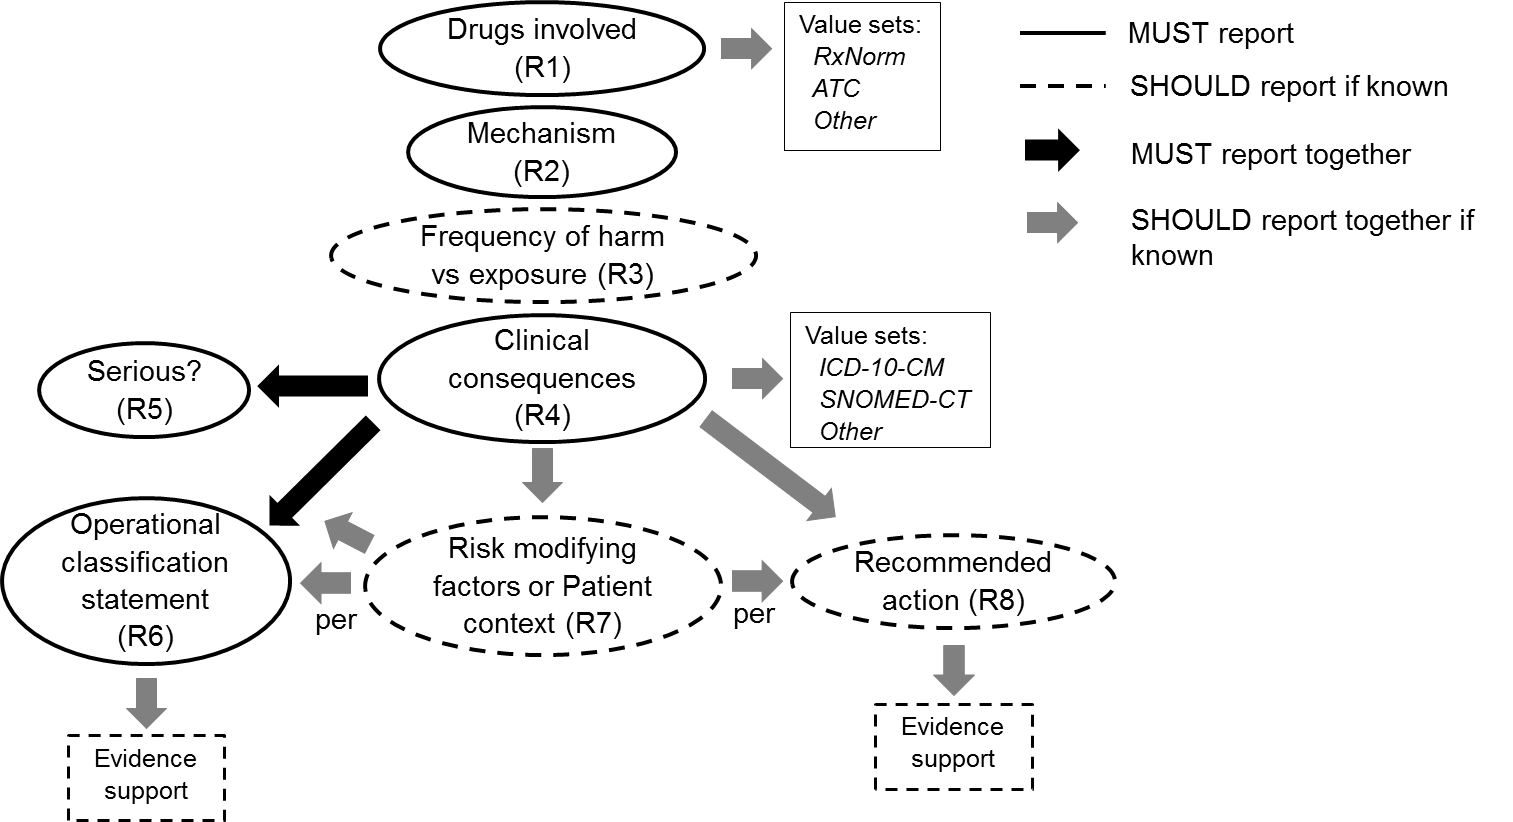 Drugs involved
(R1)
Value sets:
RxNorm
ATC
Other
MUST report
SHOULD report if known
MUST report together
SHOULD report together if
known
Mechanism
(R2)
Frequency of harm
vs exposure (R3)
Clinical
consequences
(R4)
Value sets:
ICD-10-CM
SNOMED-CT
Other
Serious?
(R5)
Operational
classification
statement
(R6)
per
Risk modifying
factors or Patient
context (R7)
per
Recommended
action (R8)
Evidence
support
Evidence
support